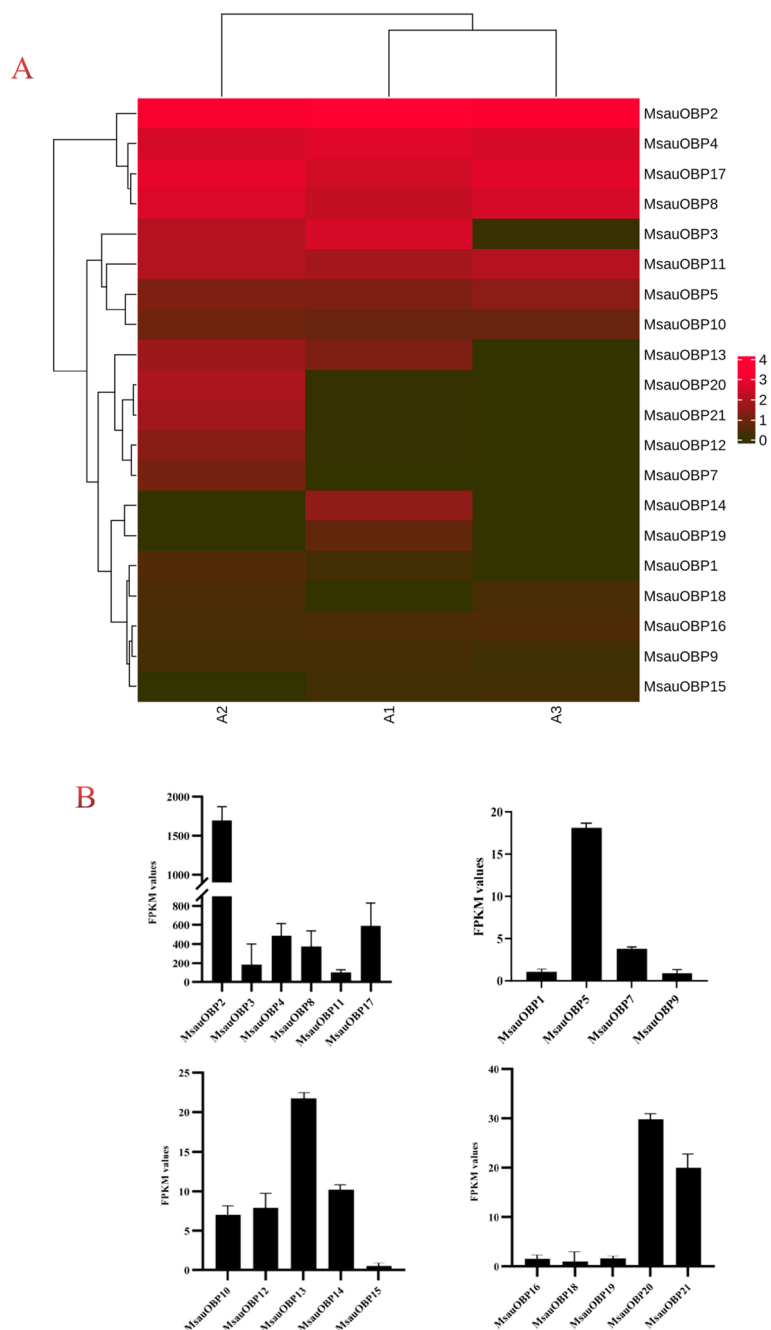 A
MsauOBP2
MsauOBP4
MsauOBP17
MsauOBP8
MsauOBP3
MsauOBP11
MsauOBP5
MsauOBP10
MsauOBP13
MsauOBP20
MsauOBP21
MsauOBP12
MsauOBP7
MsauOBP14
MsauOBP19
MsauOBP1
MsauOBP18
MsauOBP16
MsauOBP9
MsauOBP15
4
3
2
1
0
A2 A1 A3
B
FPKM values
2000
1500
1000
800
600
400
200
0
MsauOBP2 MsauOBP3 MsauOBP4 MsauOBP8 MsauOBP11 MsauOBP17
FPKM values
20
15
10
5
0
MsauOBP1 MsauOBP5 MsauOBP7 MsauOBP9
FPKM values
25
20
15
10
5
0
MsauOBP10 MsauOBP12 MsauOBP13 MsauOBP14 MsauOBP15
FPKM values
40
30
20
10
0
MsauOBP16 MsauOBP18 MsauOBP19 MsauOBP20 MsauOBP21